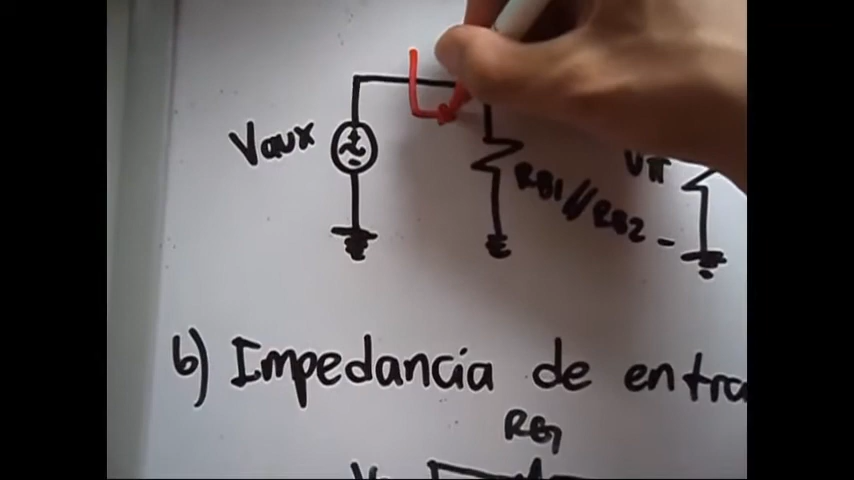 Vaux
+
-
RB1//RB2
Vπ
-
b) Impedancia de entra
RB1